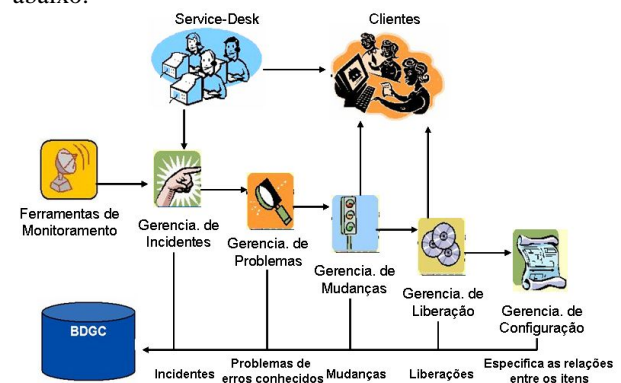 abaixo.
Service-Desk
Clientes
Ferramentas de
Monitoramento
Gerencia. de
Incidentes
Gerencia. de
Problemas
Gerencia. de
Mudanças
Gerencia. de
Liberação
Gerencia. de
Configuração
BDGC
Incidentes
Problemas de
erros conhecidos
Mudanças
Liberações
Especifica as relações
entre os itens